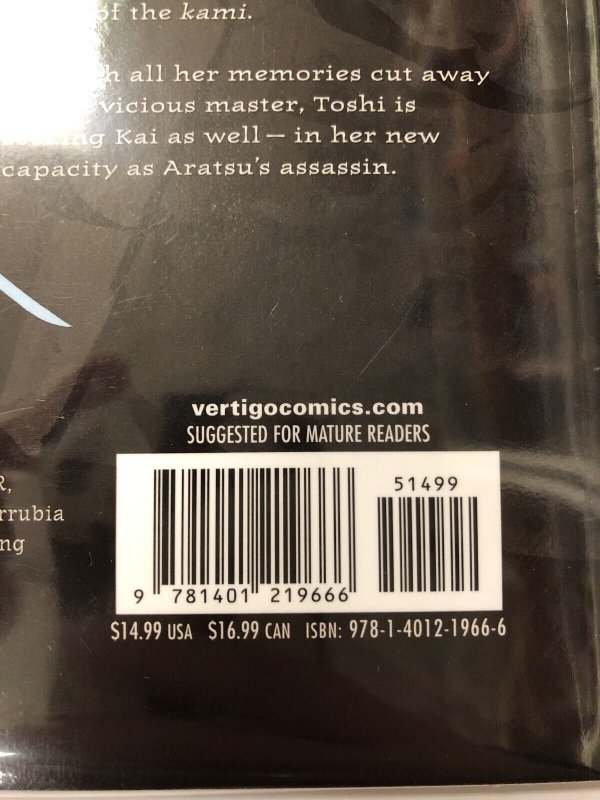 of the kami.
all her memories cut away
vicious master, Toshi is
Kai as well — in her new
capacity as Aratsu's assassin.
vertigocomics.com
SUGGESTED FOR MATURE READERS
R,
rrubia
ng
51499
9 781401 219666
$14.99 USA $16.99 CAN ISBN: 978-1-4012-1966-6